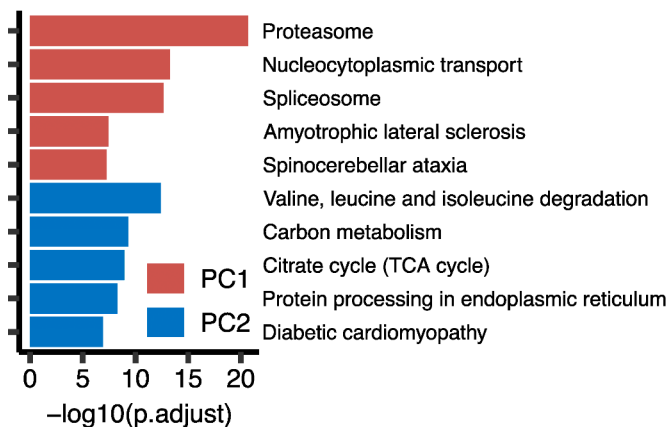 Proteasome
Nucleocytoplasmic transport
Spliceosome
Amyotrophic lateral sclerosis
Spinocerebellar ataxia
Valine, leucine and isoleucine degradation
Carbon metabolism
Citrate cycle (TCA cycle)
Protein processing in endoplasmic reticulum
Diabetic cardiomyopathy
PC1
PC2
0 5 10 15 20
−log10(p.adjust)